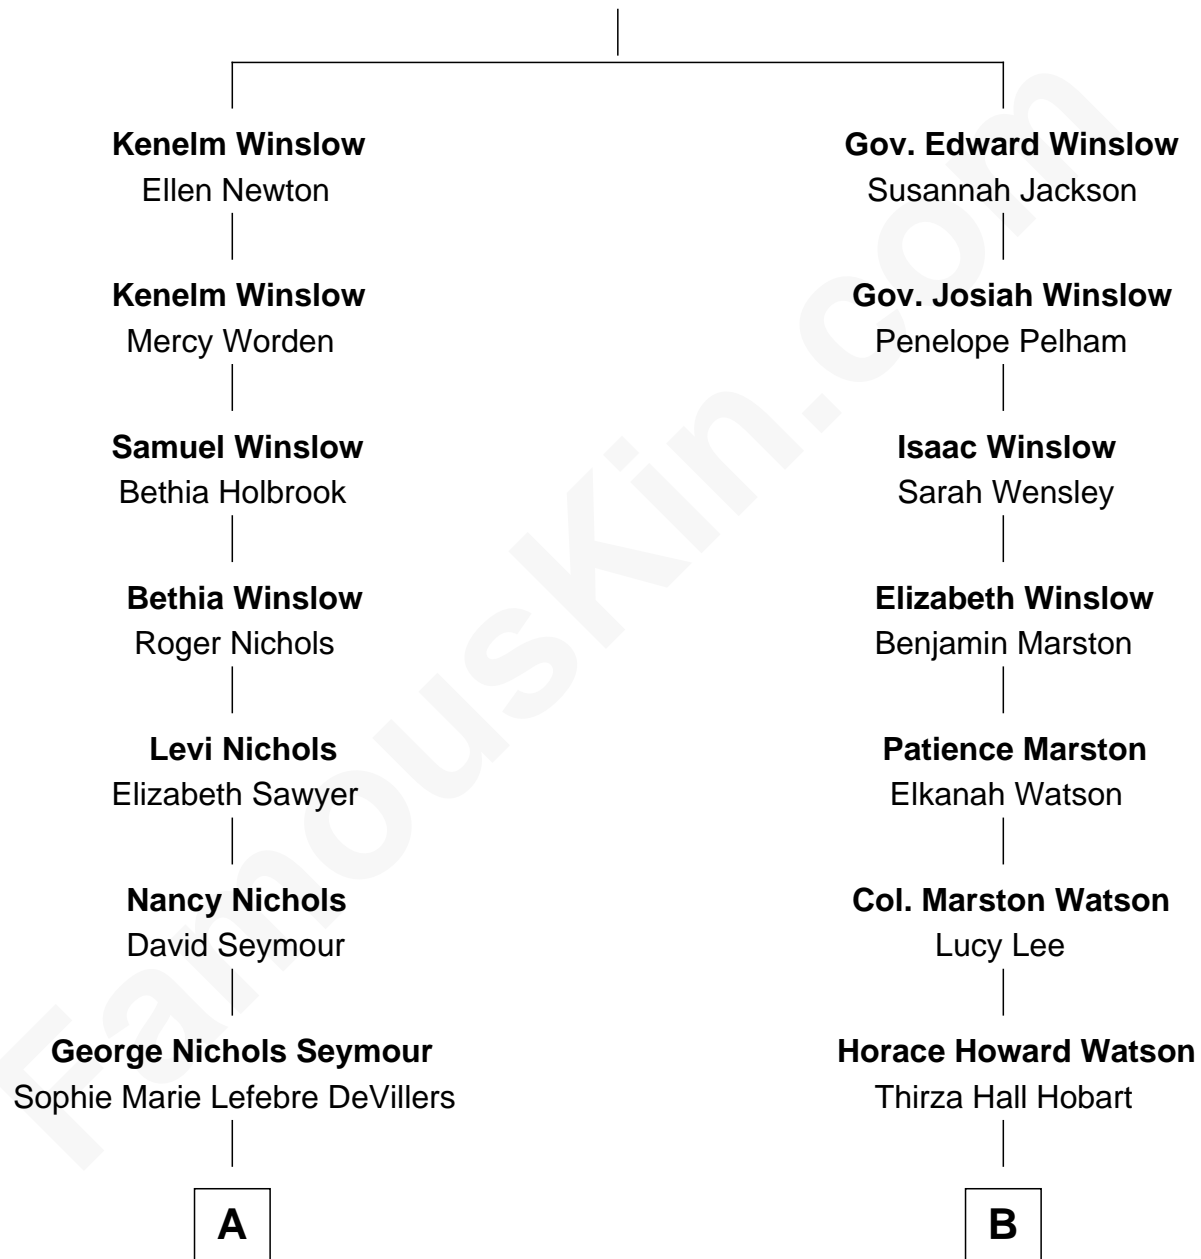 Kenelm Winslow
Ellen Newton
Kenelm Winslow
Mercy Worden
Samuel Winslow
Bethia Holbrook
Bethia Winslow
Roger Nichols
Levi Nichols
Elizabeth Sawyer
Nancy Nichols
David Seymour
George Nichols Seymour
Sophie Marie Lefebre DeVillers
A
Gov. Edward Winslow
Susannah Jackson
Gov. Josiah Winslow
Penelope Pelham
Isaac Winslow
Sarah Wensley
Elizabeth Winslow
Benjamin Marston
Patience Marston
Elkanah Watson
Col. Marston Watson
Lucy Lee
Horace Howard Watson
Thirza Hall Hobart
B
FamousKin.com